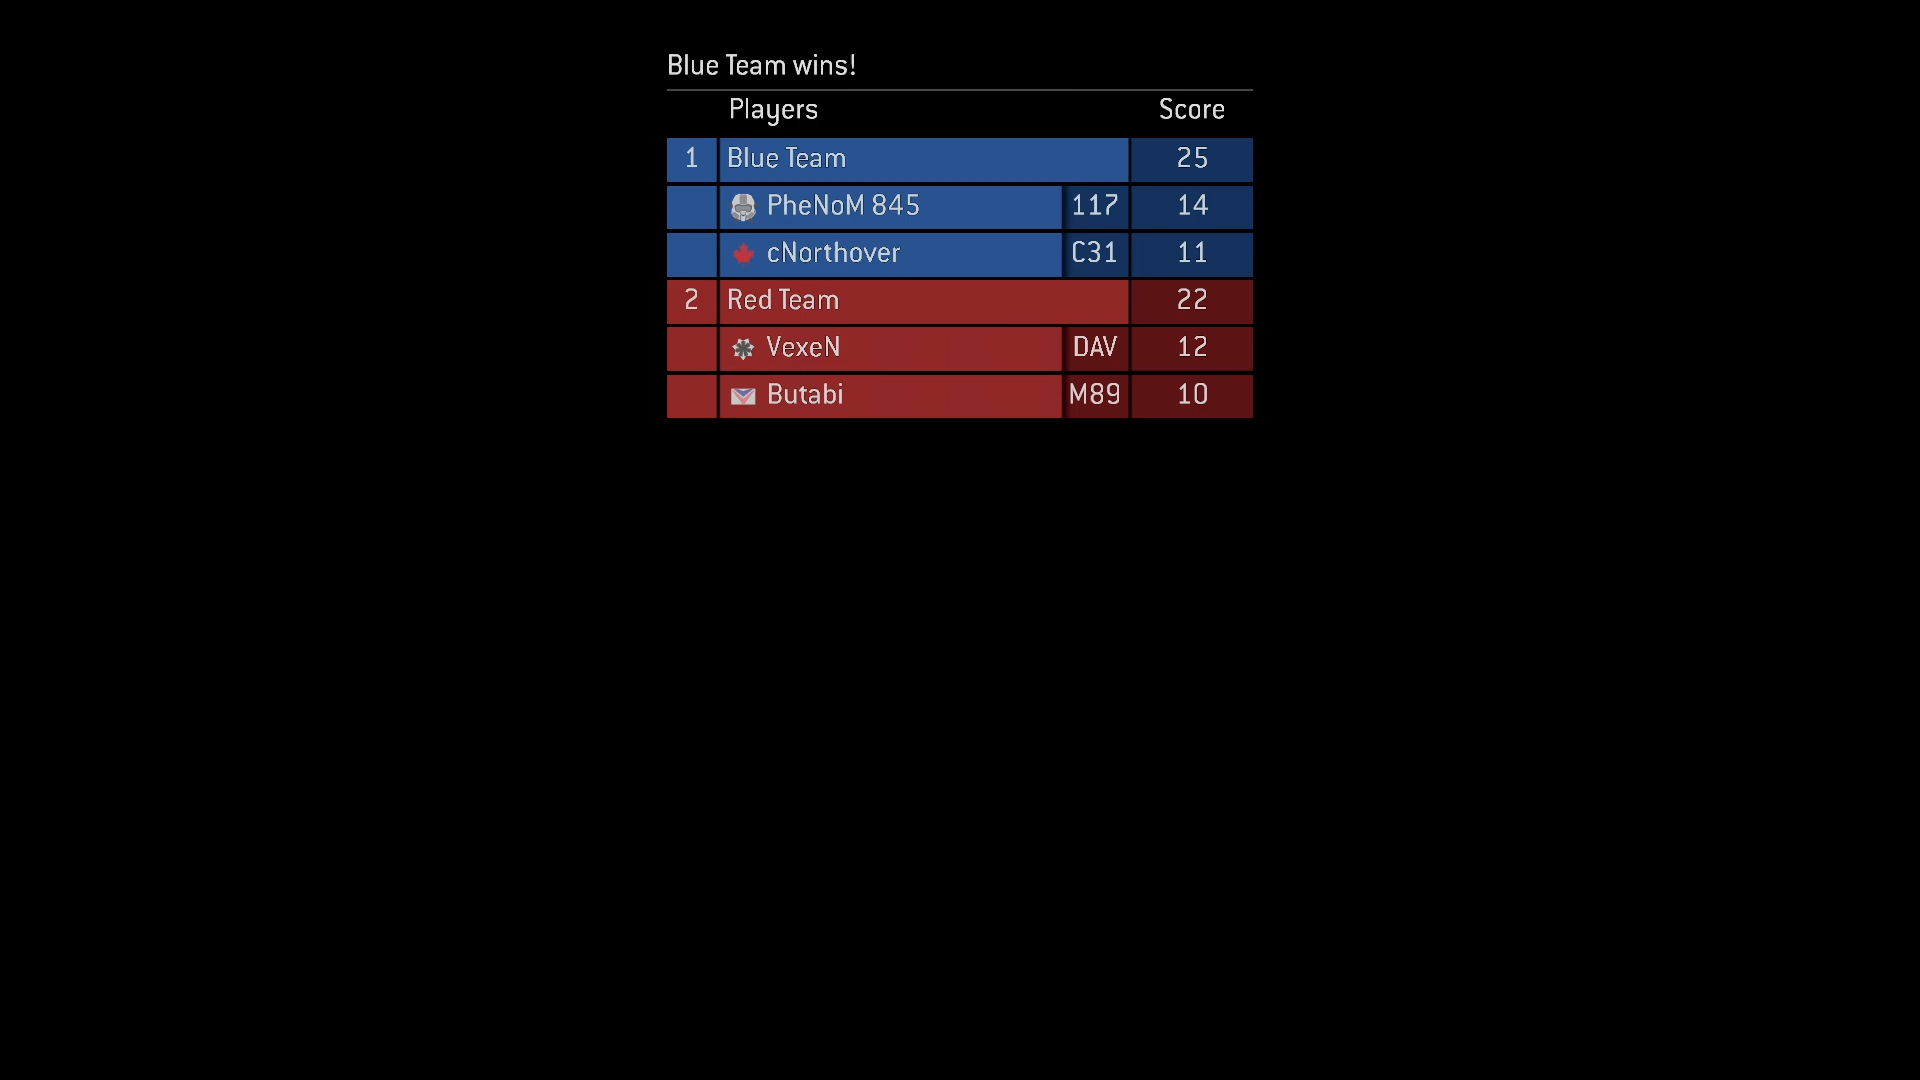 Blue Team wins!
Players Score
1 Blue Team 25
PheNoM 845 117 14
cNorthover C31 11
2 Red Team 22
VexeN DAV 12
Butabi M89 10